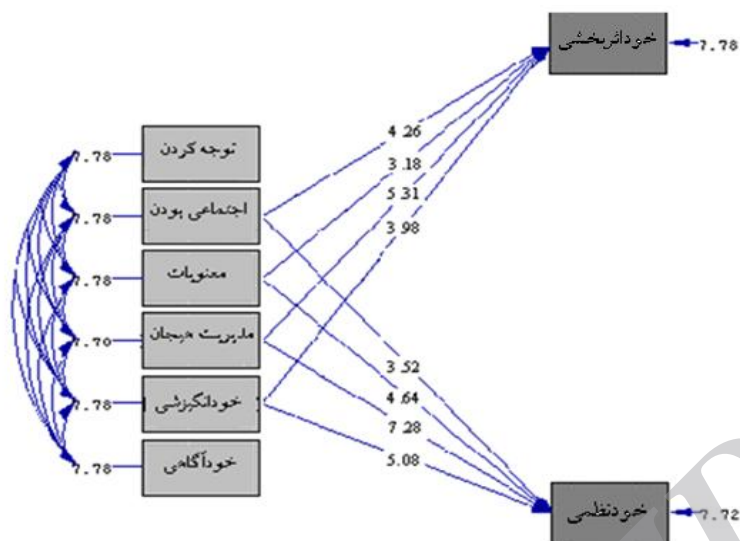 خوداثربخشی
7.78
توجه کردن
7.78
4.26
3.18
5.31
3.98
اجتماعی بودن
7.78
معنویات
7.78
مدیریت هیجان
7.70
خودانگیزشی
7.78
خودآگاهی
7.78
3.52
4.64
7.28
5.08
خودنظمی
7.72